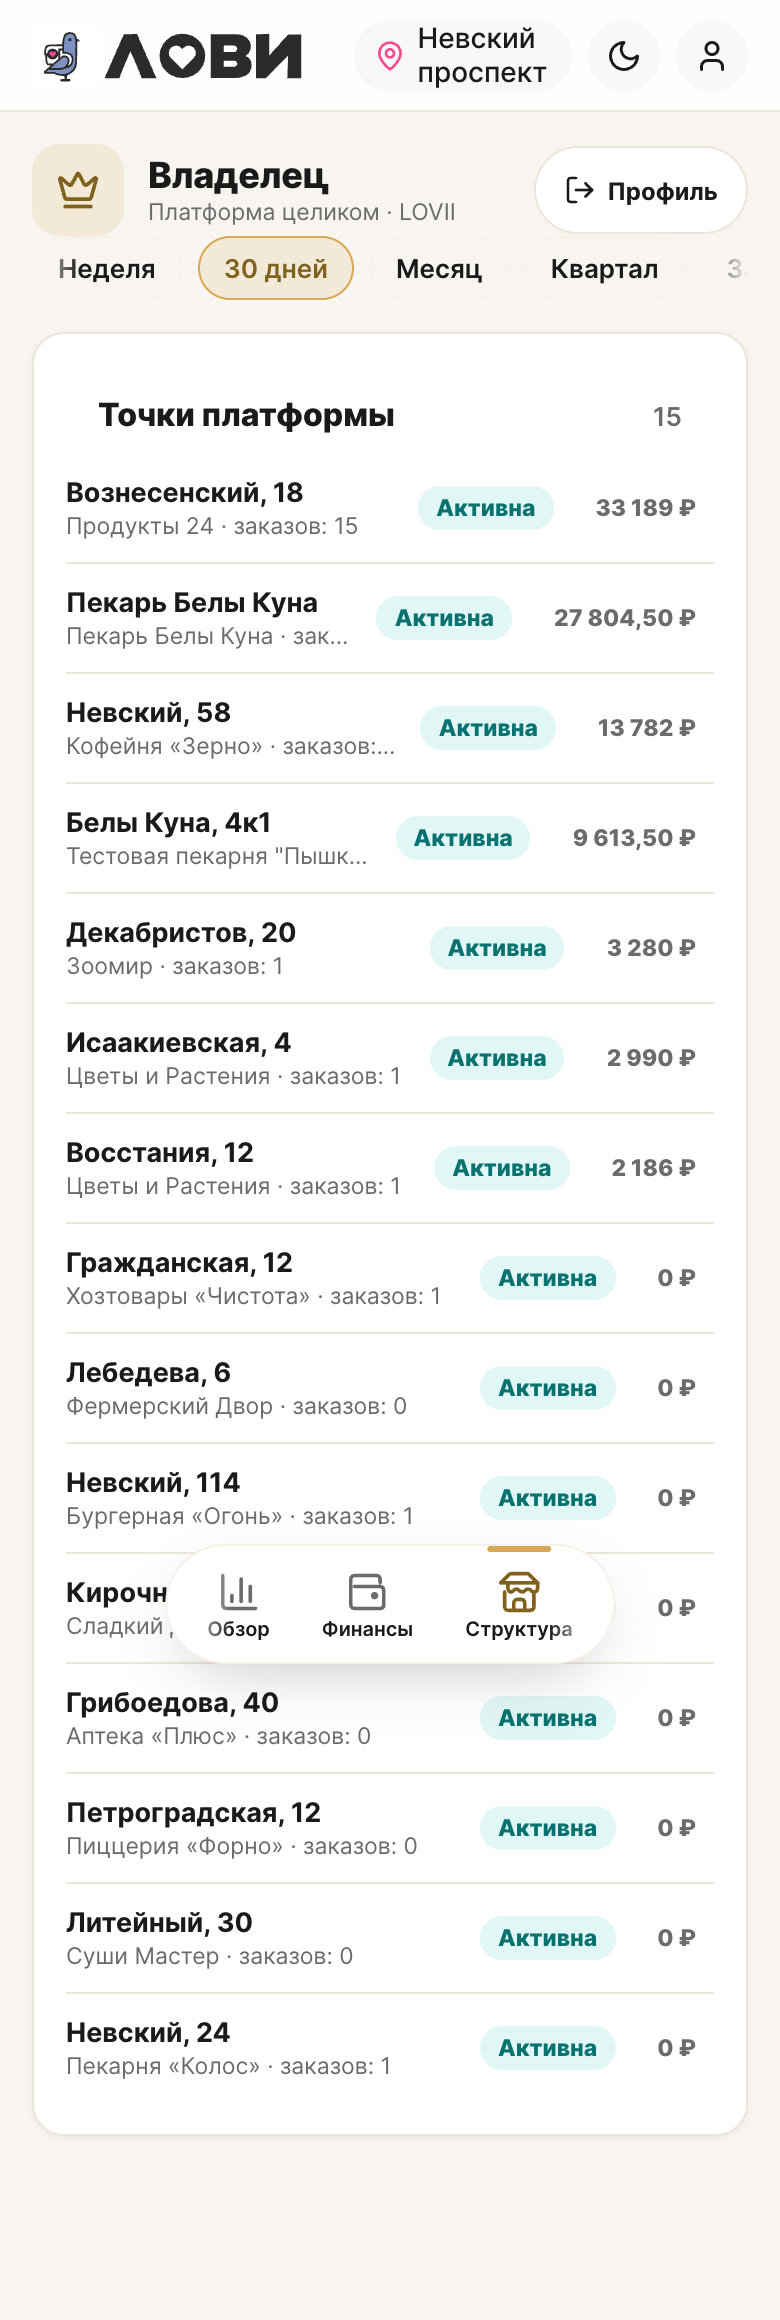 ЛОВИ
Невский
проспект
Владелец
Платформа целиком · LOVII
Профиль
Неделя
30 дней
Месяц
Квартал
Точки платформы
15
Вознесенский, 18
Продукты 24 · заказов: 15
Активна
33 189 ₽
Пекарь Белы Куна
Пекарь Белы Куна · зак...
Активна
27 804,50 ₽
Невский, 58
Кофейня «Зерно» · заказов:...
Активна
13 782 ₽
Белы Куна, 4к1
Тестовая пекарня "Пышк...
Активна
9 613,50 ₽
Декабристов, 20
Зоомир · заказов: 1
Активна
3 280 ₽
Исаакиевская, 4
Цветы и Растения · заказов: 1
Активна
2 990 ₽
Восстания, 12
Цветы и Растения · заказов: 1
Активна
2 186 ₽
Гражданская, 12
Хозтовары «Чистота» · заказов: 1
Активна
0 ₽
Лебедева, 6
Фермерский Двор · заказов: 0
Активна
0 ₽
Невский, 114
Бургерная «Огонь» · заказов: 1
Активна
0 ₽
Сладкий
0 ₽
Обзор
Финансы
Структура
Грибоедова, 40
Аптека «Плюс» · заказов: 0
Активна
0 ₽
Петроградская, 12
Пиццерия «Форно» · заказов: 0
Активна
0 ₽
Литейный, 30
Суши Мастер · заказов: 0
Активна
0 ₽
Невский, 24
Пекарня «Колос» · заказов: 1
Активна
0 ₽